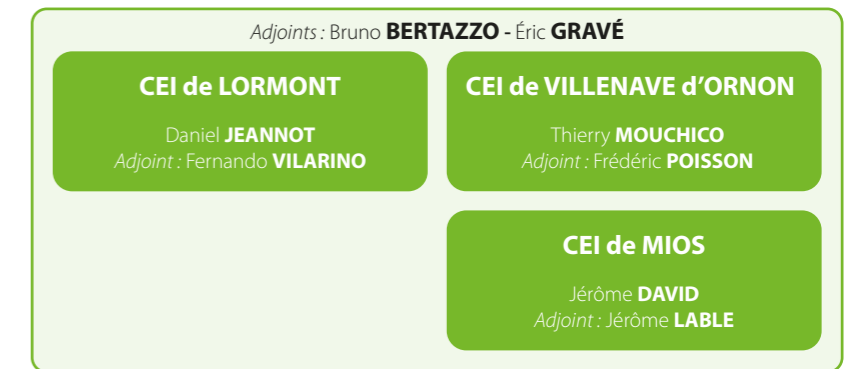 Adjoints : Bruno BERTAZZO - Éric GRAVÉ
CEI de LORMONT
Daniel JEANNOT
Adjoint : Fernando VILARINO
CEI de VILLENAVE d'ORNON
Thierry MOUCHICO
Adjoint : Frédéric POISSON
CEI de MIOS
Jérôme DAVID
Adjoint : Jérôme LABLE